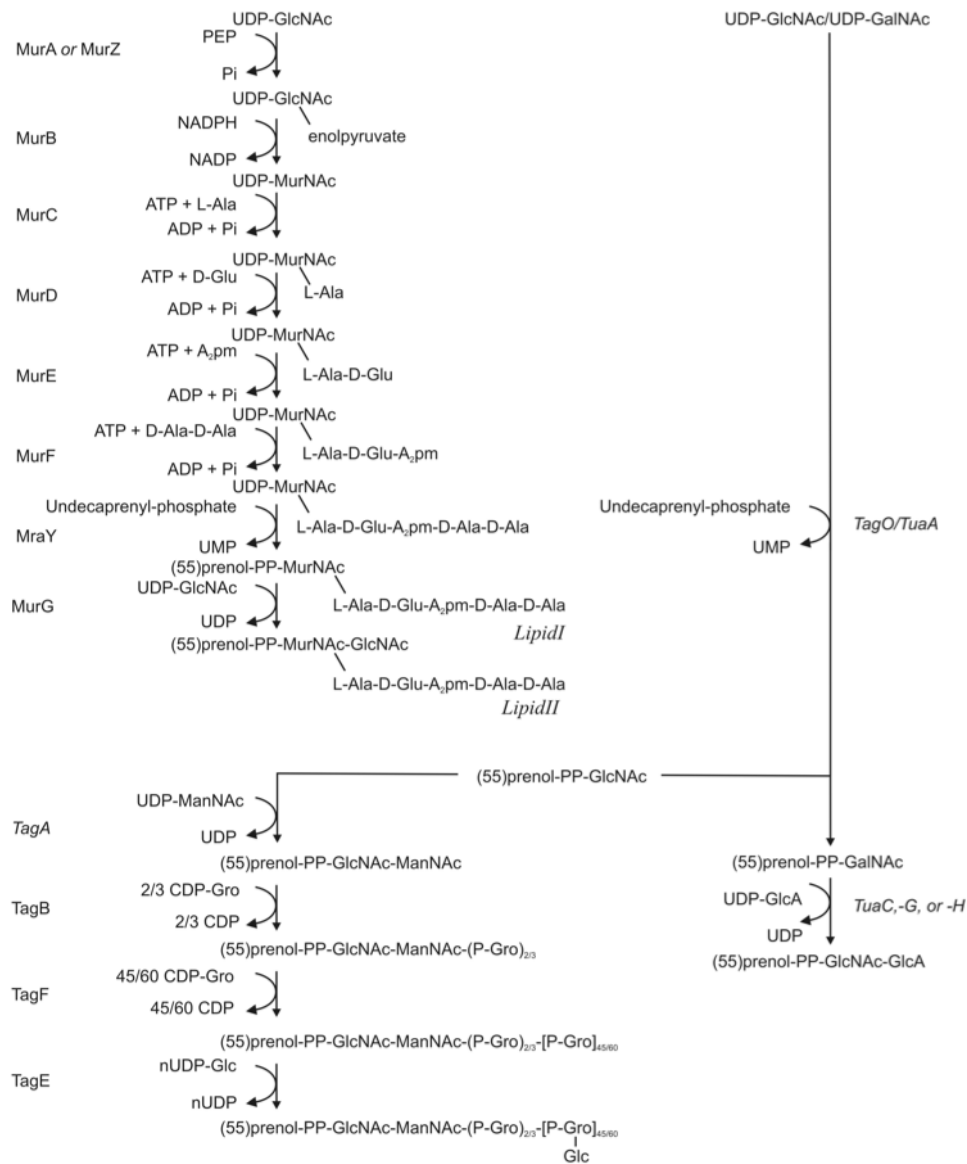 UDP-GlcNAc
UDP-GlcNAc/UDP-GalNAc
PEP
MurA or MurZ
Pi
UDP-GlcNAc
enolpyruvate
NADPH
MurB
NADP
UDP-MurNAc
ATP + L-Ala
MurC
ADP + Pi
UDP-MurNAc
L-Ala
ATP + D-Glu
MurD
ADP + Pi
UDP-MurNAc
L-Ala-D-Glu
ATP + A₂pm
MurE
ADP + Pi
UDP-MurNAc
L-Ala-D-Glu-A₂pm
ATP + D-Ala-D-Ala
MurF
ADP + Pi
UDP-MurNAc
L-Ala-D-Glu-A₂pm-D-Ala-D-Ala
Undecaprenyl-phosphate
MraY
UMP
Undecaprenyl-phosphate
TagO/TuaA
UMP
(55)prenol-PP-MurNAc
L-Ala-D-Glu-A₂pm-D-Ala-D-Ala
LipidI
UDP-GlcNAc
MurG
UDP
(55)prenol-PP-MurNAc-GlcNAc
L-Ala-D-Glu-A₂pm-D-Ala-D-Ala
LipidII
(55)prenol-PP-GlcNAc
UDP-ManNAc
TagA
UDP
(55)prenol-PP-GlcNAc-ManNAc
(55)prenol-PP-GalNAc
2/3 CDP-Gro
TagB
2/3 CDP
UDP-GlcA
TuaC,-G, or -H
UDP
(55)prenol-PP-GlcNAc-ManNAc-(P-Gro)₂/₃
(55)prenol-PP-GlcNAc-GlcA
45/60 CDP-Gro
TagF
45/60 CDP
(55)prenol-PP-GlcNAc-ManNAc-(P-Gro)₂/₃-[P-Gro]₄₅/₆₀
nUDP-Glc
TagE
nUDP
(55)prenol-PP-GlcNAc-ManNAc-(P-Gro)₂/₃-[P-Gro]₄₅/₆₀
Glc